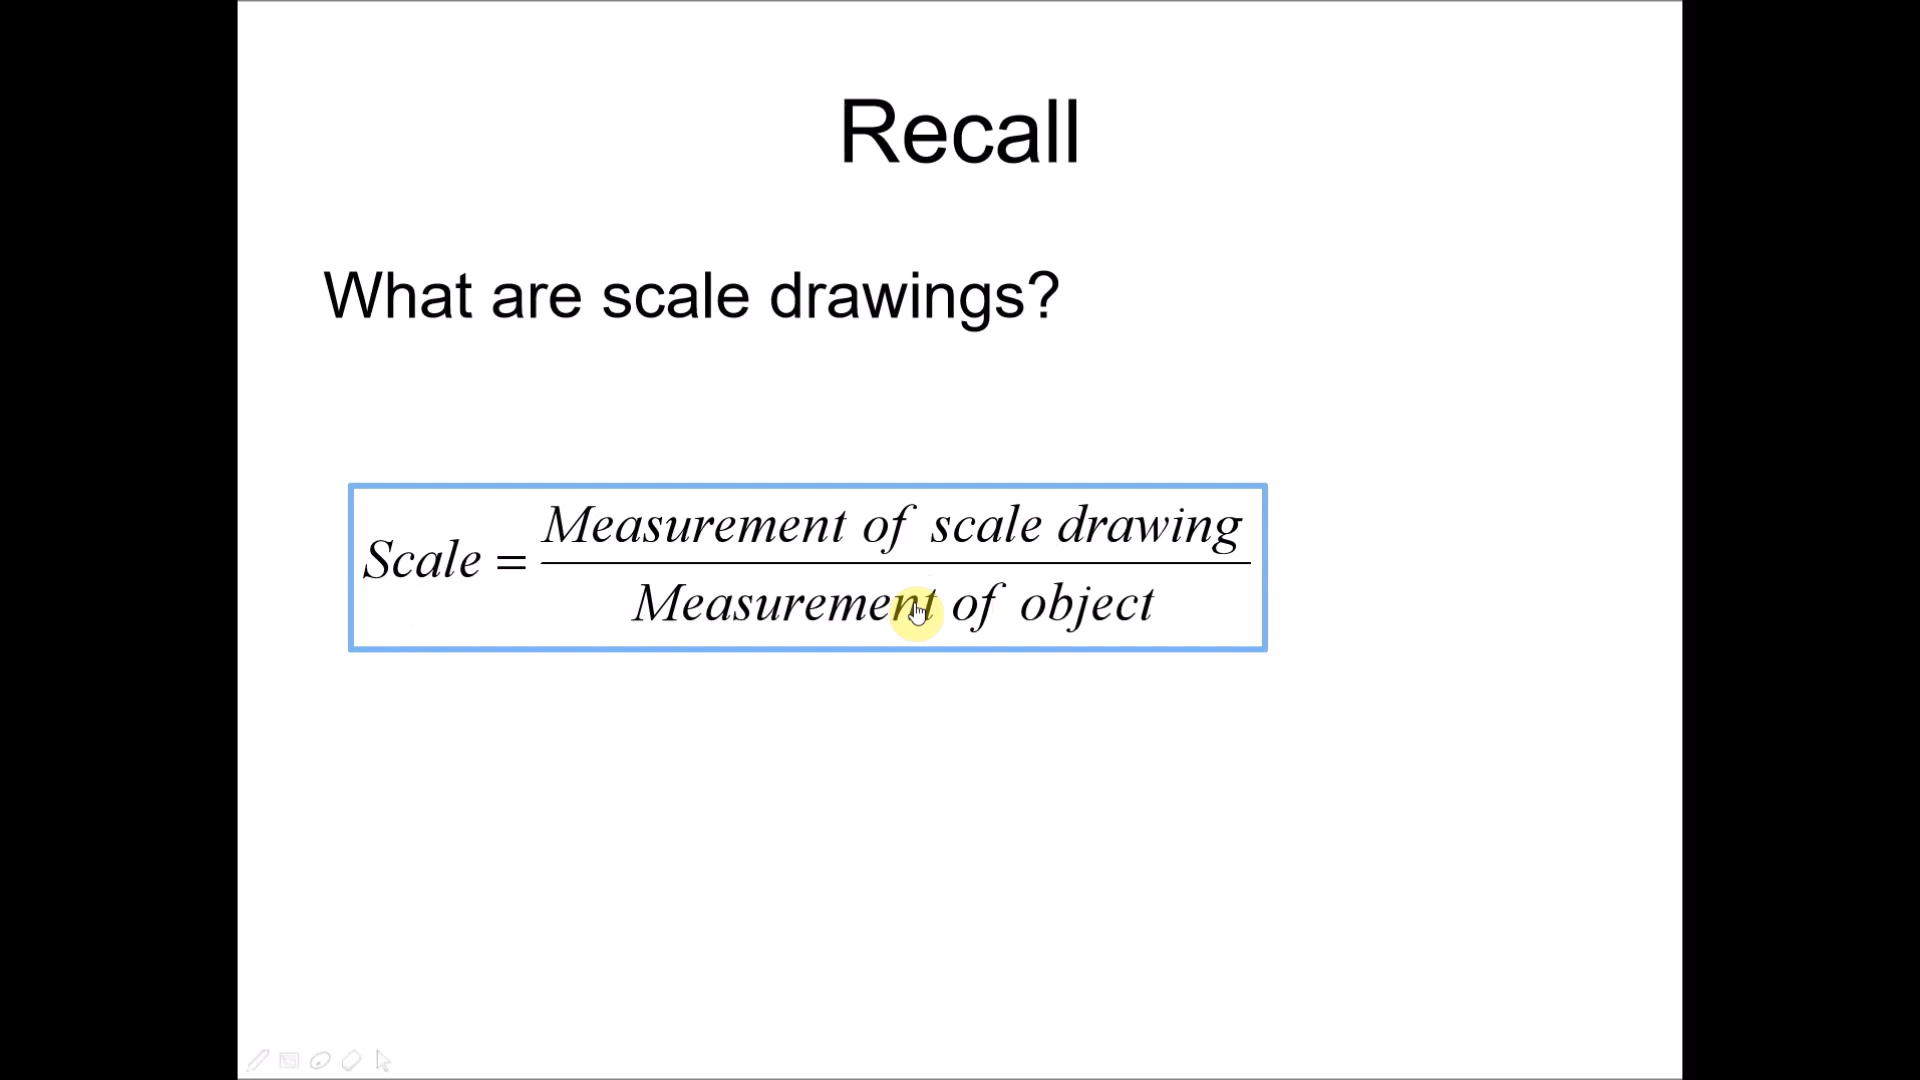 Recall
What are scale drawings?
Scale = Measurement of scale drawing
Measurement of object